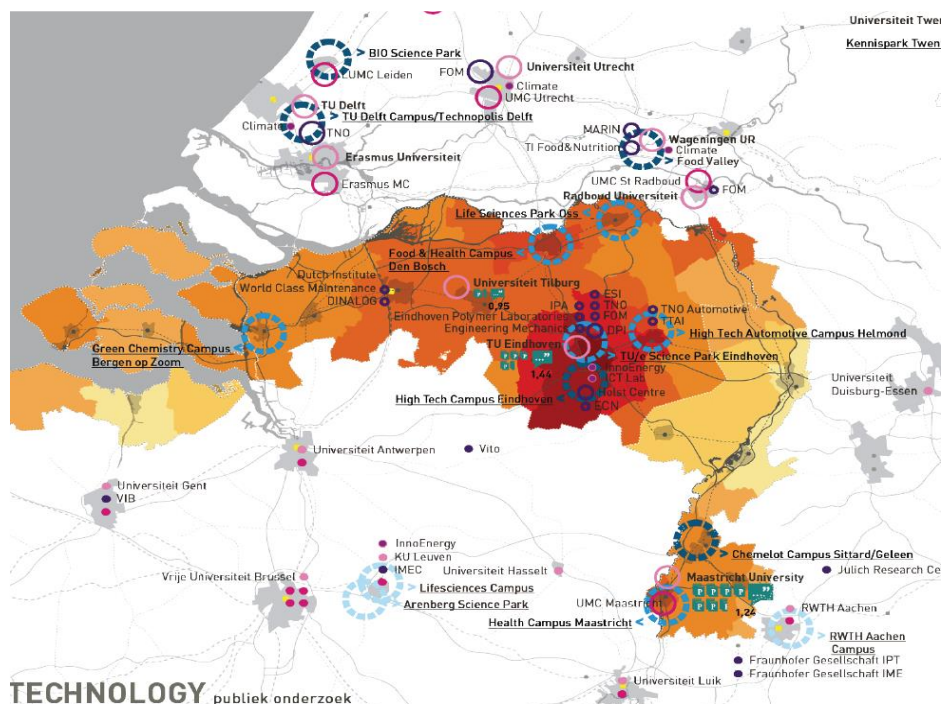 Universiteit Twen
Kennispark Twen
> BIO Science Park
LUMC Leiden
FOM
Universiteit Utrecht
Climate
UMC Utrecht
TU Delft
> TU Delft Campus/Technopolis Delft
Climate
TNO
Erasmus Universiteit
Erasmus MC
MARIN
Wageningen UR
TI Food&Nutrition
Climate
> Food Valley
UMC St Radboud
FOM
Radboud Universiteit
Life Sciences Park Oss <
Food & Health Campus <
Den Bosch
Dutch Institute
World Class Maintenance
DINALOG
Universiteit Tilburg
0,95
ESI
IPA
TNO
Eindhoven Polymer Laboratories
FOM
Engineering Mechanics
DPI
TU Eindhoven
1,44
TNO Automotive
TTAI
> High Tech Automotive Campus Helmond
> TU/e Science Park Eindhoven
InnoEnergy
ICT Lab
High Tech Campus Eindhoven <
Holst Centre
ECN
Green Chemistry Campus <
Bergen op Zoom
Universiteit
Duisburg-Essen
Universiteit Antwerpen
Vito
Universiteit Gent
VIB
InnoEnergy
KU Leuven
IMEC
Vrije Universiteit Brussel
> Lifesciences Campus
Arenberg Science Park
Universiteit Hasselt
> Chemelot Campus Sittard/Geleen
Maastricht University
1,24
Julich Research Ce
UMC Maastricht
Health Campus Maastricht <
RWTH Aachen
> RWTH Aachen
Campus
Fraunhofer Gesellschaft IPT
Fraunhofer Gesellschaft IME
Universiteit Luik
TECHNOLOGY publiek onderzoek